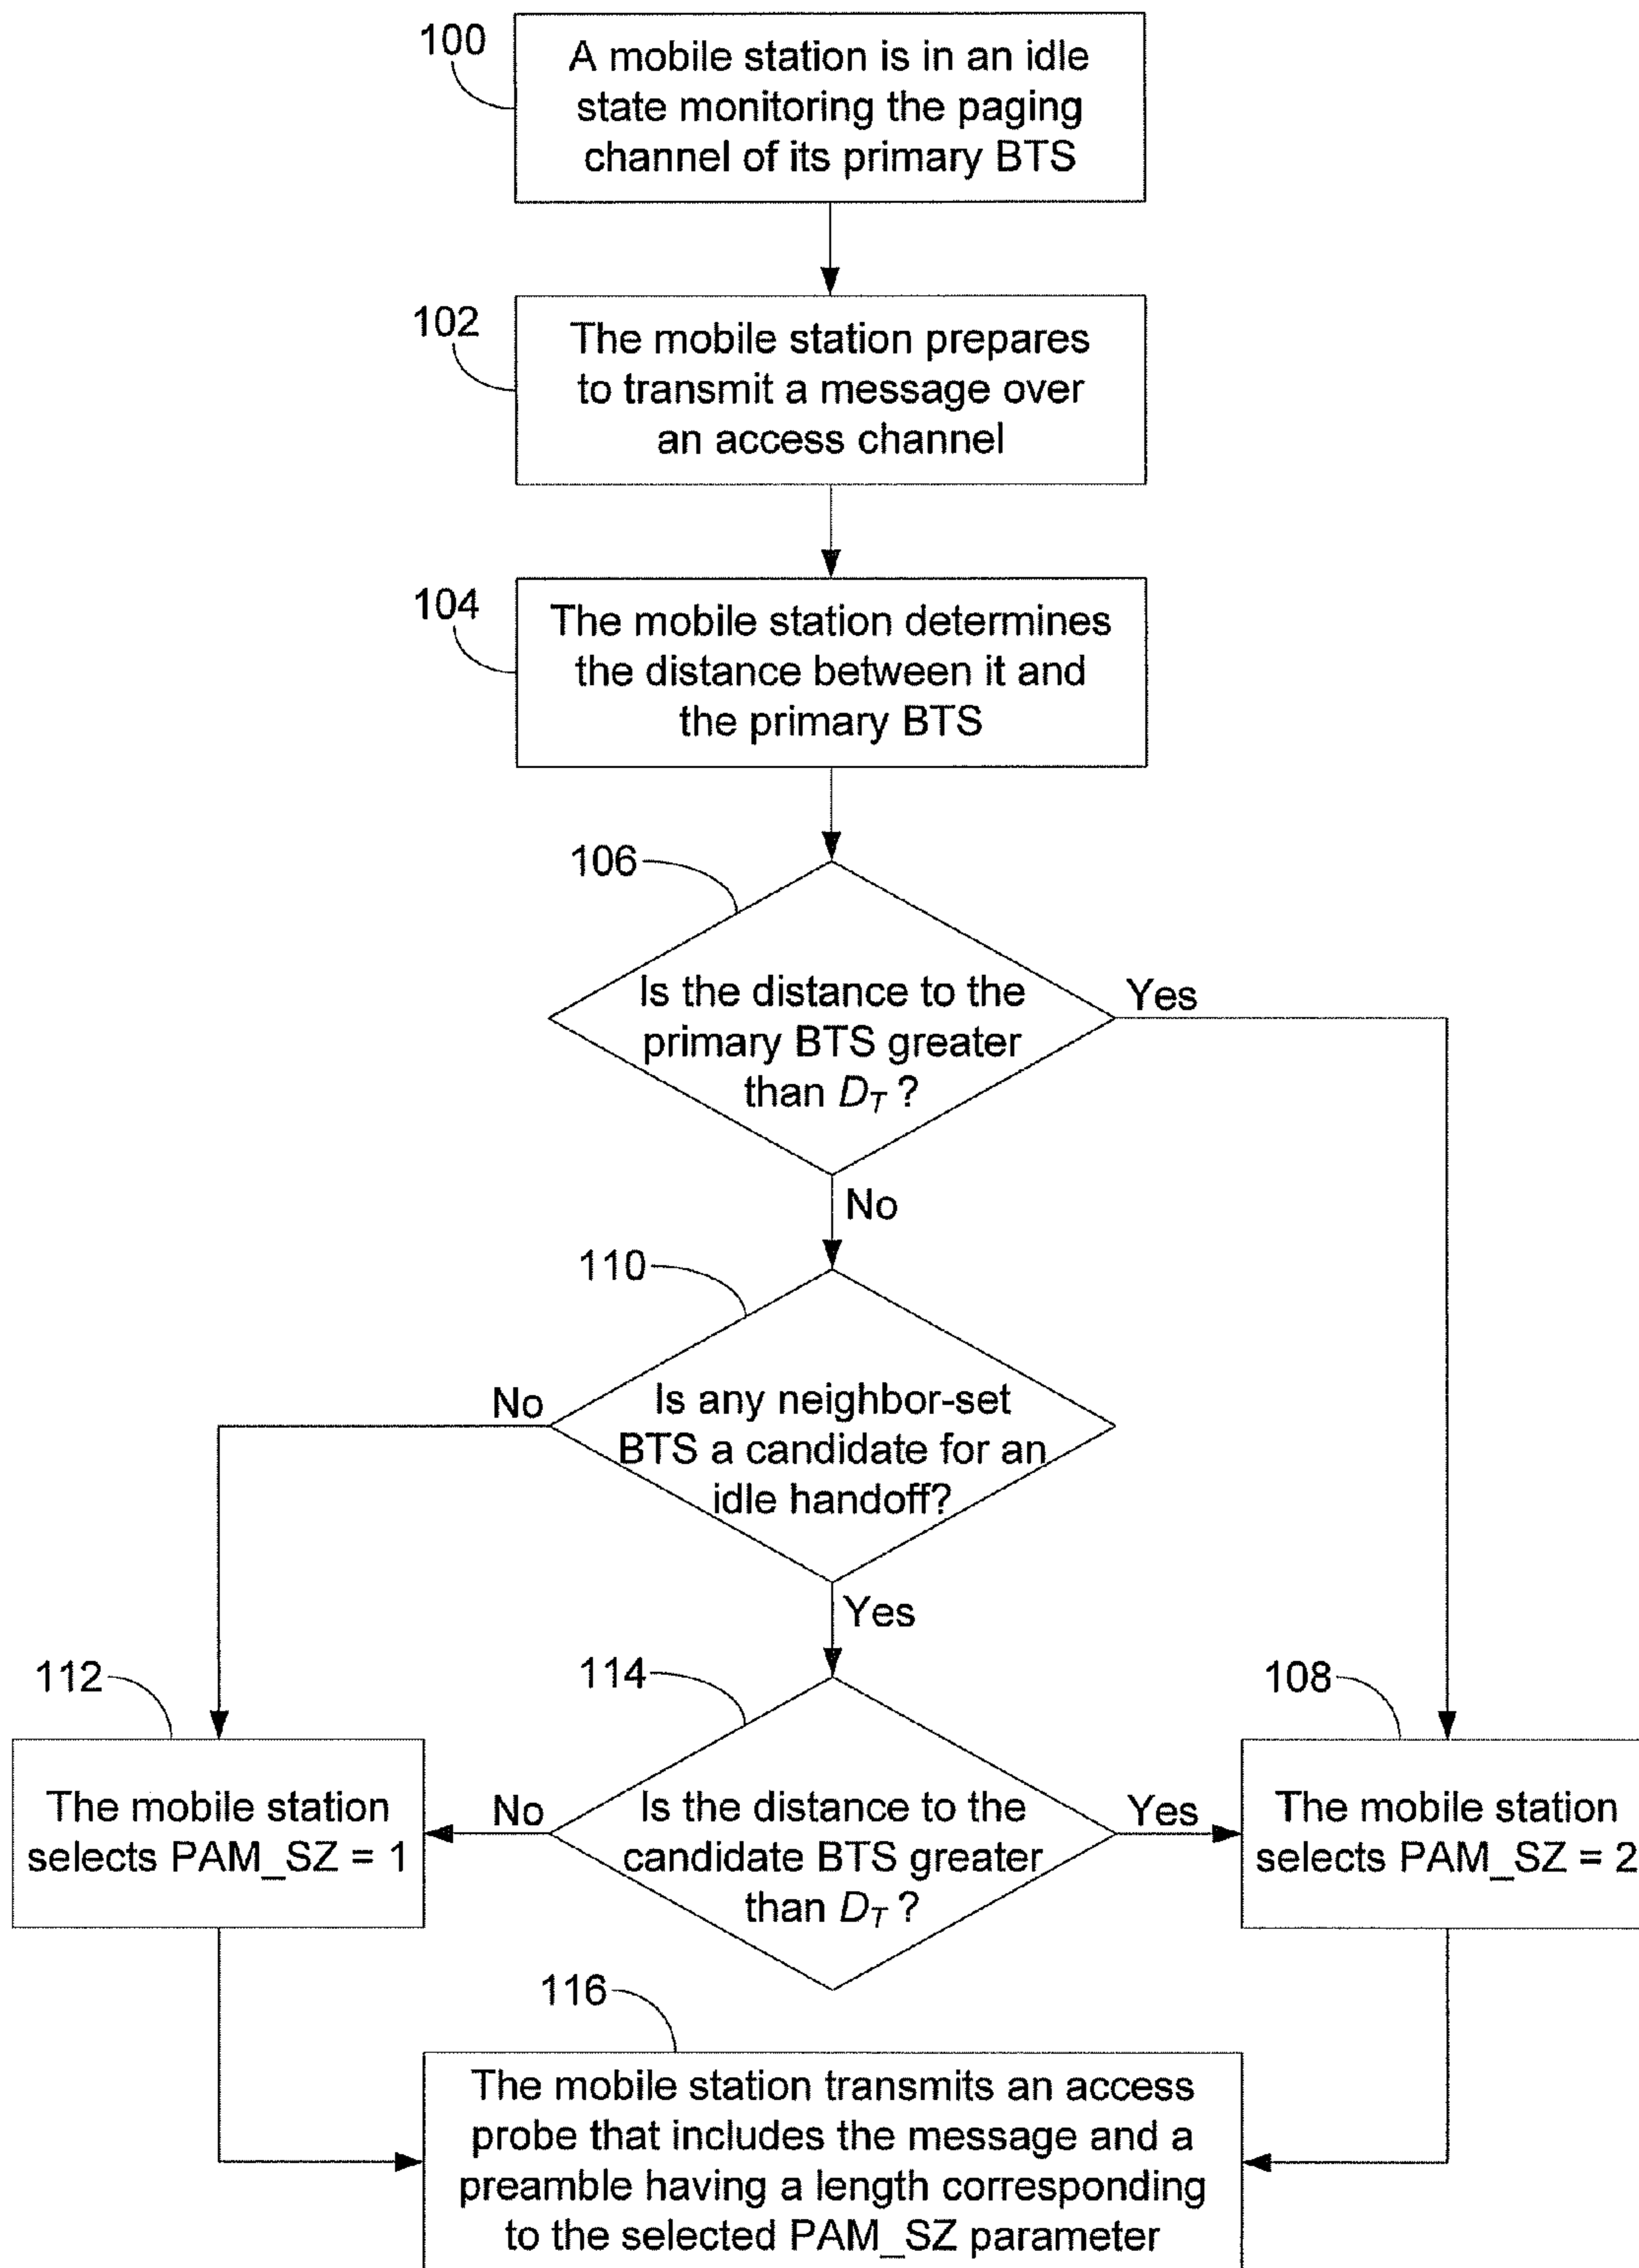 100
A mobile station is in an idle
state monitoring the paging
channel of its primary BTS
102
The mobile station prepares
to transmit a message over
an access channel
104
The mobile station determines
the distance between it and
the primary BTS
106
Is the distance to the
primary BTS greater
than D_T ?
Yes
No
110
Is any neighbor-set
BTS a candidate for an
idle handoff?
No
Yes
112
The mobile station
selects PAM_SZ = 1
114
Is the distance to the
candidate BTS greater
than D_T ?
No
Yes
108
The mobile station
selects PAM_SZ = 2
116
The mobile station transmits an access
probe that includes the message and a
preamble having a length corresponding
to the selected PAM_SZ parameter